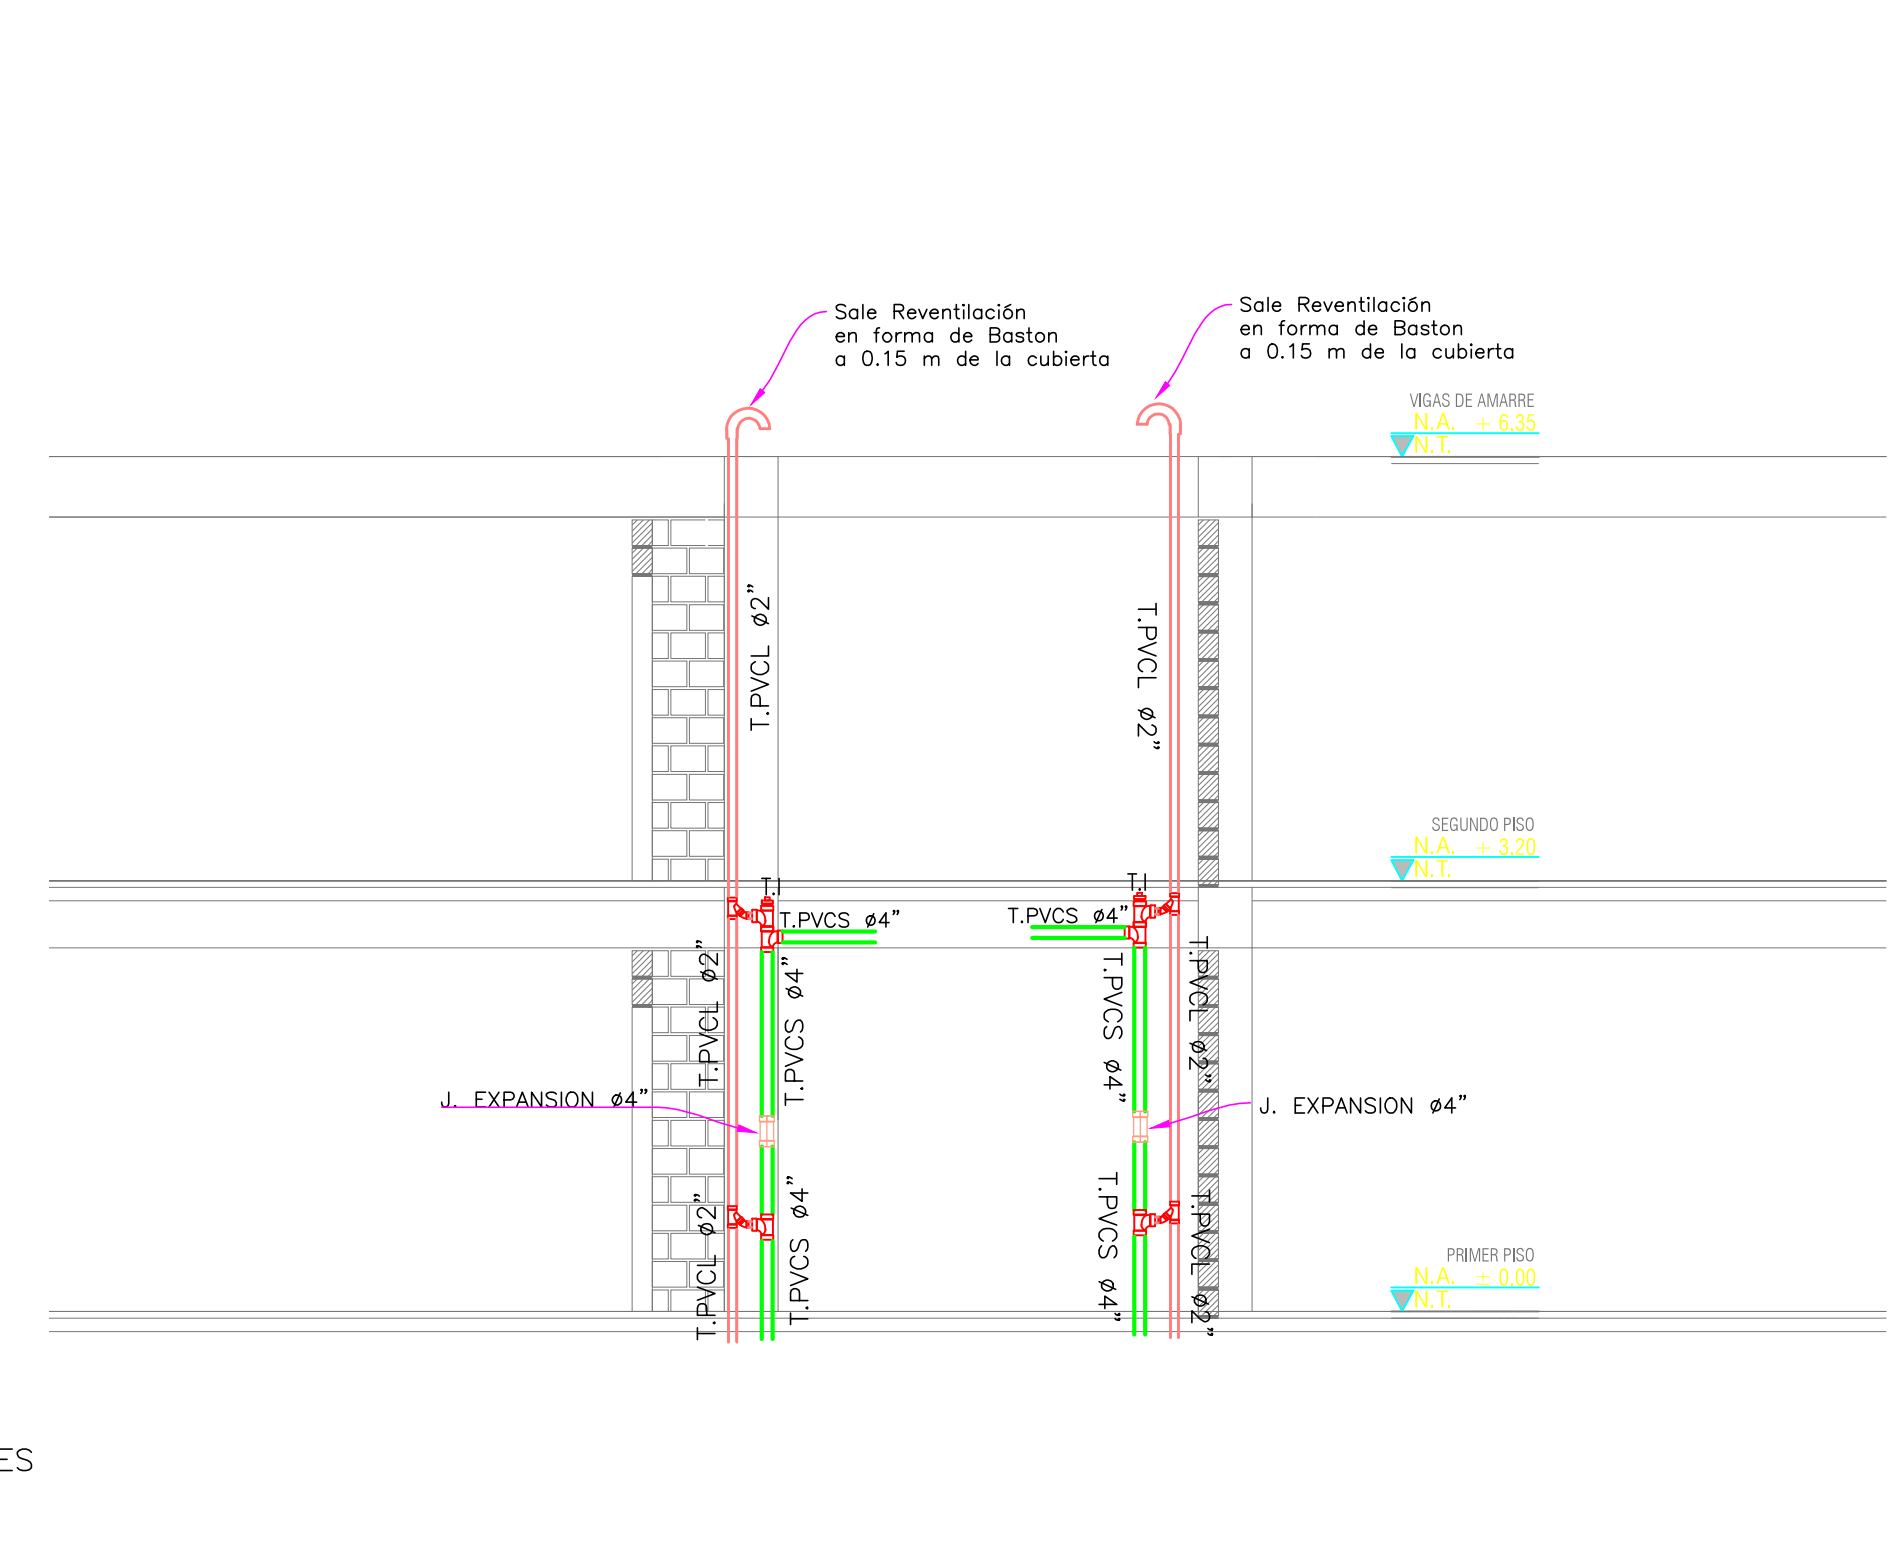 Sale Reventilación
en forma de Baston
a 0.15 m de la cubierta
Sale Reventilación
en forma de Baston
a 0.15 m de la cubierta
VIGAS DE AMARRE
N.A. + 6.35
N.T.
T.PVCL ø2"
T.PVCL ø2"
SEGUNDO PISO
N.A. + 3.20
N.T.
T.I
T.I
T.PVCS ø4"
T.PVCS ø4"
T.PVCL ø2"
T.PVCS ø4"
T.PVCS ø4"
T.PVCL ø2"
J. EXPANSION ø4"
J. EXPANSION ø4"
T.PVCL ø2"
T.PVCS ø4"
T.PVCS ø4"
T.PVCL ø2"
PRIMER PISO
N.A. ± 0.00
N.T.
ES